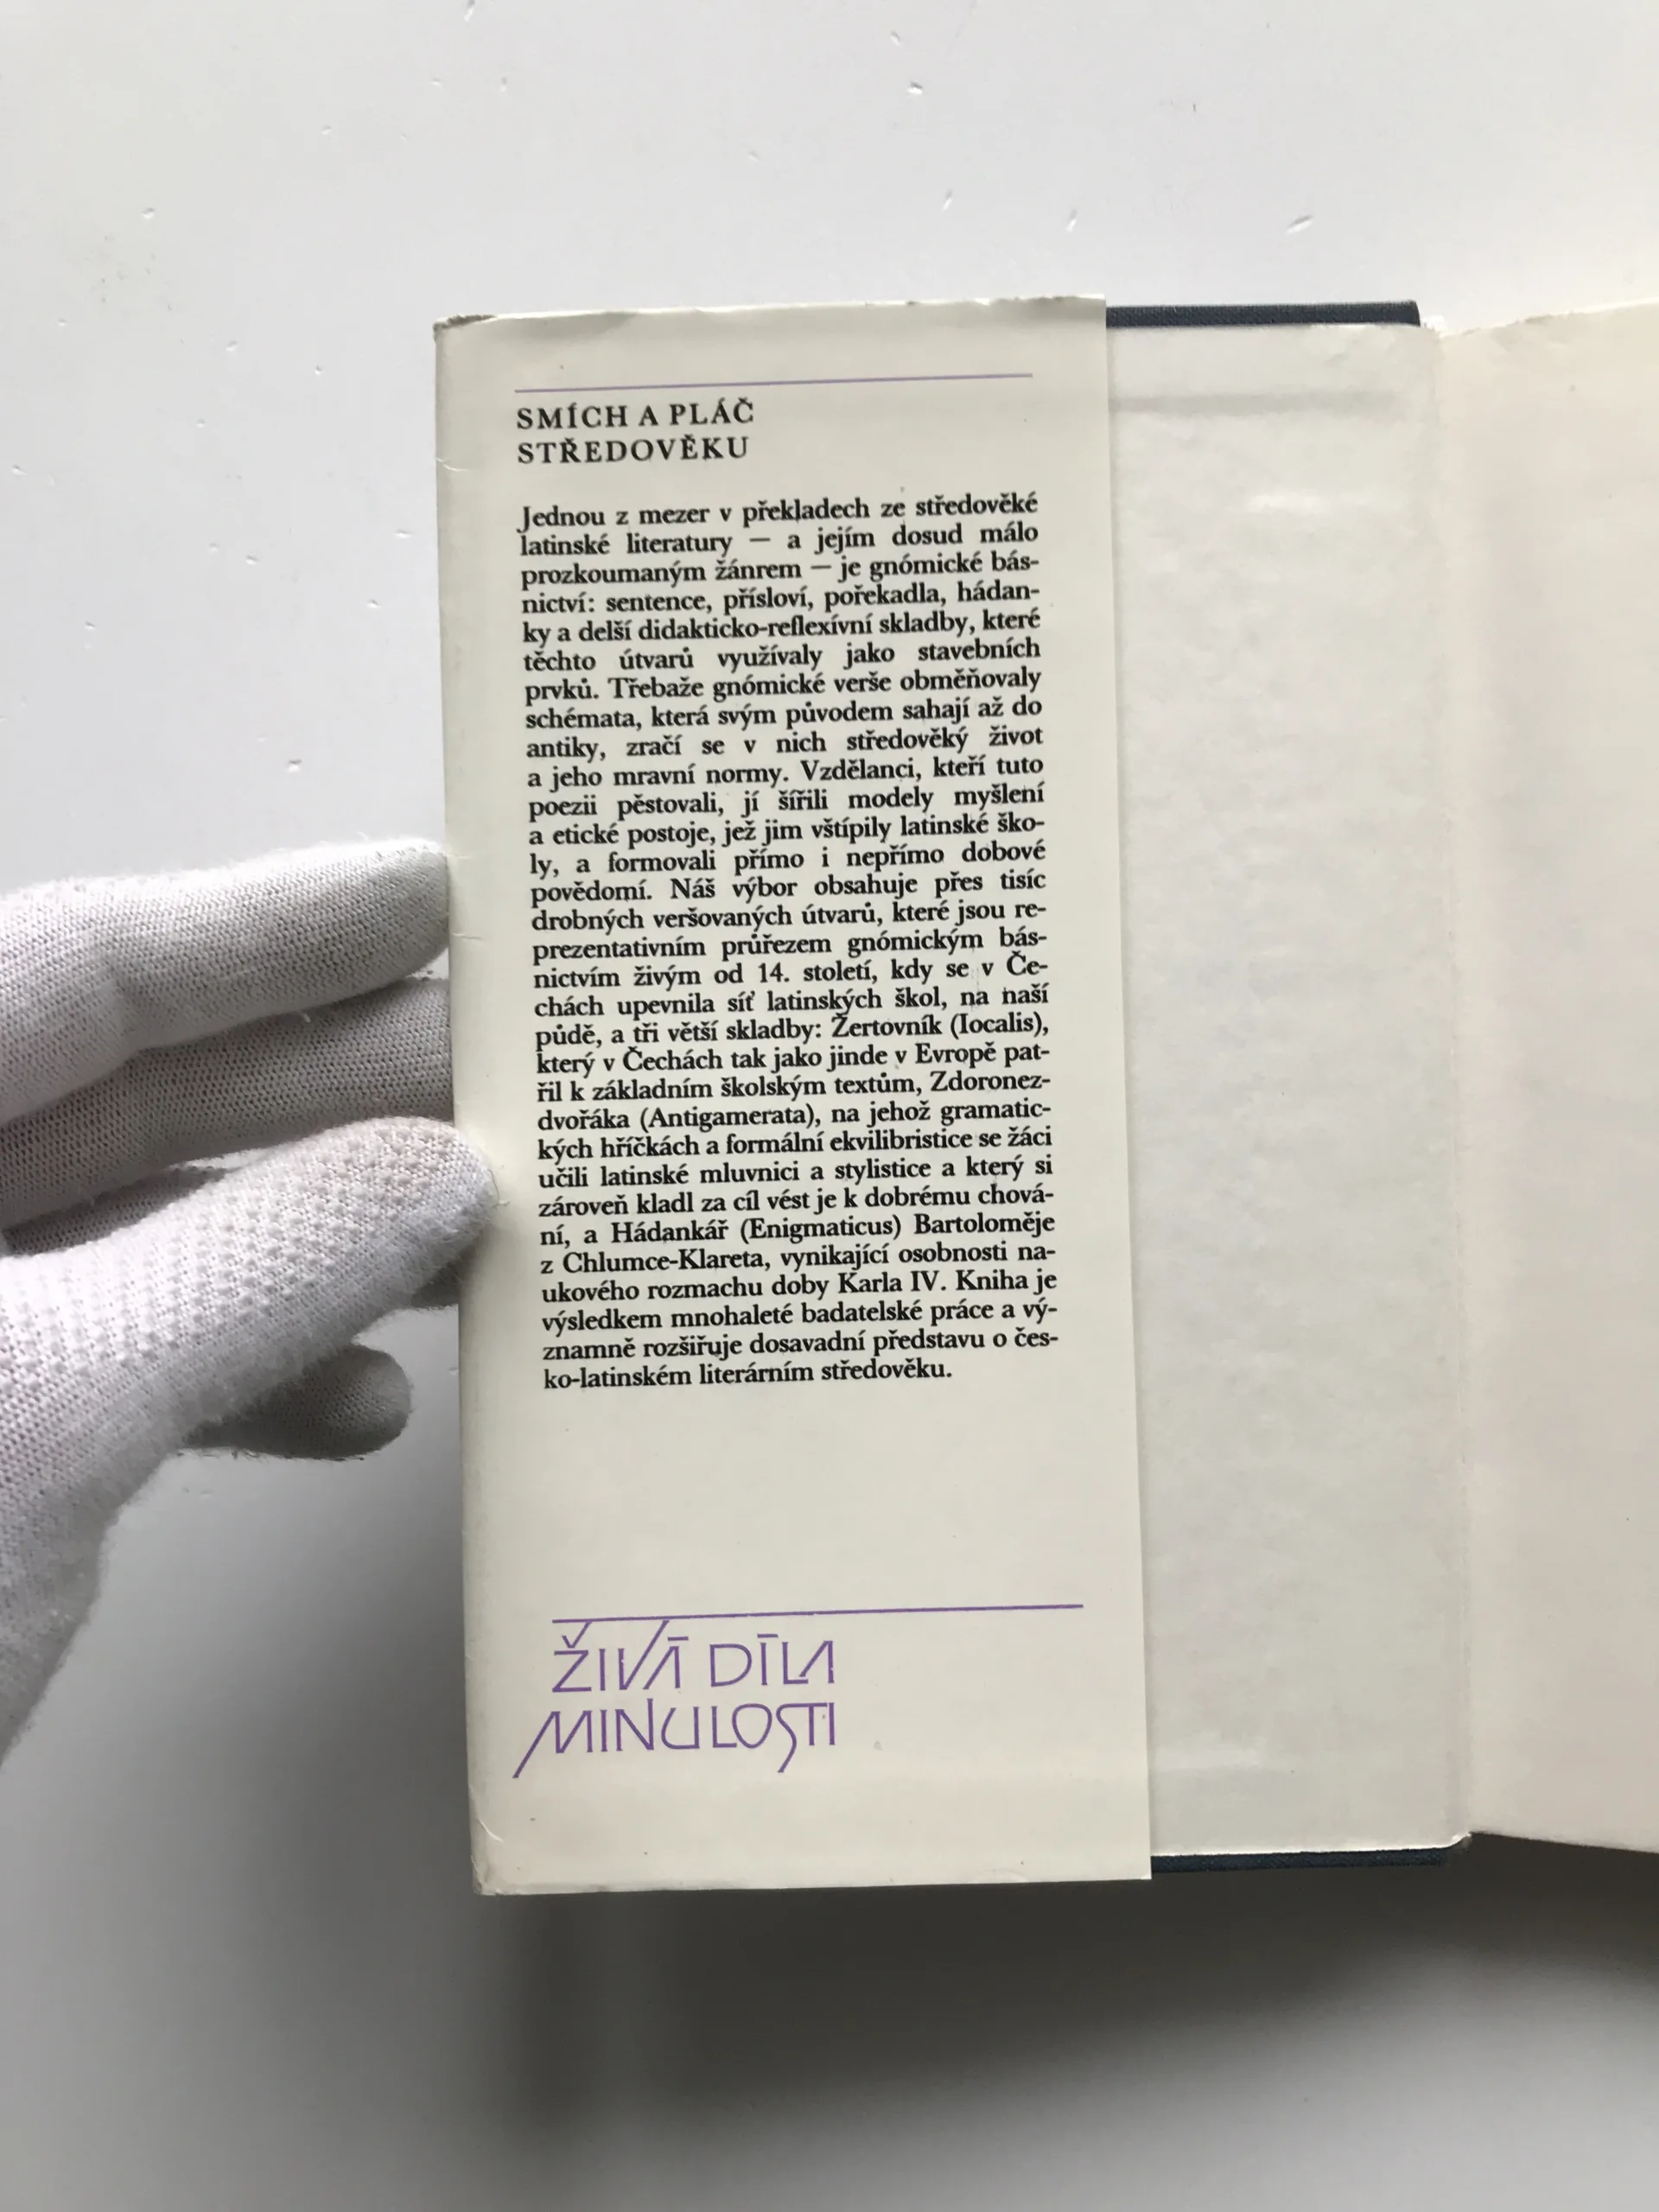 SMÍCH A PLÁČ
STŘEDOVĚKU
Jednou z mezer v překladech ze středověké
latinské literatury — a jejím dosud málo
prozkoumaným žánrem — je gnómické bás-
nictví: sentence, přísloví, pořekadla, hádan-
ky a delší didakticko-reflexívní skladby, které
těchto útvarů využívaly jako stavebních
prvků. Třebaže gnómické verše obměňovaly
schémata, která svým původem sahají až do
antiky, zračí se v nich středověký život
a jeho mravní normy. Vzdělanci, kteří tuto
poezii pěstovali, jí šířili modely myšlení
a etické postoje, jež jim vštípily latinské ško-
ly, a formovali přímo i nepřímo dobové
povědomí. Náš výbor obsahuje přes tisíc
drobných veršovaných útvarů, které jsou re-
prezentativním průřezem gnómickým bás-
nictvím živým od 14. století, kdy se v Če-
chách upevnila síť latinských škol, na naší
půdě, a tři větší skladby: Žertovník (Iocalis),
který v Čechách tak jako jinde v Evropě pat-
řil k základním školským textům, Zdoronez-
dvořáka (Antigamerata), na jehož gramatic-
kých hříčkách a formální ekvilibristice se žáci
učili latinské mluvnici a stylistice a který si
zároveň kladl za cíl vést je k dobrému chová-
ní, a Hádankář (Enigmaticus) Bartoloměje
z Chlumce-Klareta, vynikající osobnosti na-
ukového rozmachu doby Karla IV. Kniha je
výsledkem mnohaleté badatelské práce a vý-
znamně rozšiřuje dosavadní představu o čes-
ko-latinském literárním středověku.
ŽIVÁ DÍLA
MINULOSTI